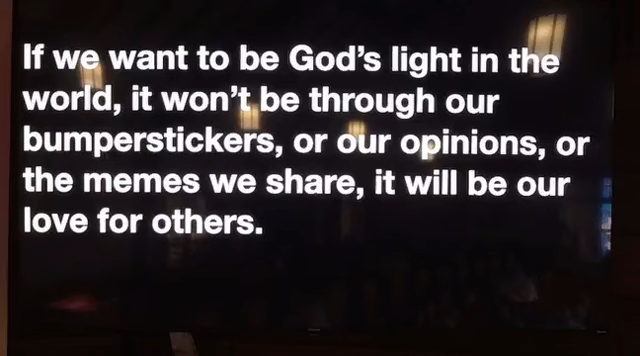 If we want to be God's light in the
world, it won't be through our
bumperstickers, or our opinions, or
the memes we share, it will be our
love for others.